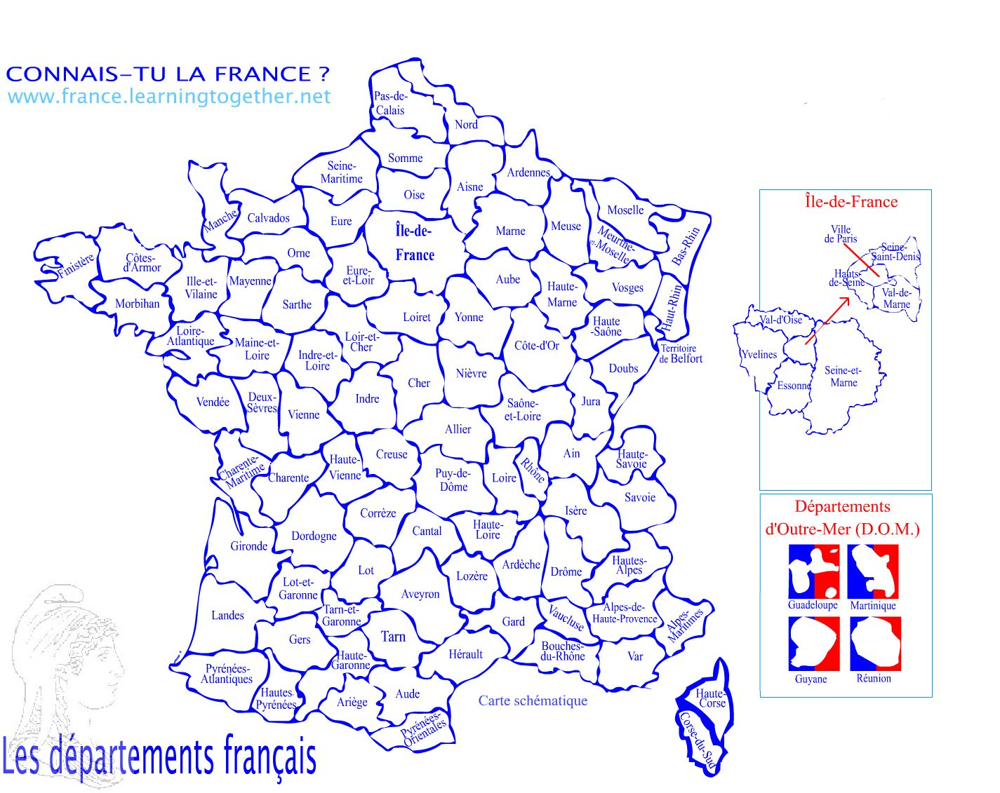 CONNAIS-TU LA FRANCE ?
www.france.learningtogether.net
Pas-de-
Calais
Nord
Somme
Seine-
Maritime
Oise
Aisne
Ardennes
Manche
Calvados
Eure
Île-de-
France
Marne
Meuse
Moselle
Meurthe-
et-Moselle
Bas-Rhin
Finistère
Côtes-
d'Armor
Orne
Ille-et-
Vilaine
Mayenne
Eure-
et-Loir
Aube
Haute-
Marne
Vosges
Haut-Rhin
Morbihan
Sarthe
Loiret
Yonne
Haute
-Saône
Loire-
Atlantique
Maine-et-
Loire
Indre-et-
Loire
Loir-et-
Cher
Côte-d'Or
Territoire
de Belfort
Nièvre
Doubs
Cher
Vendée
Deux-
Sèvres
Vienne
Indre
Saône-
et-Loire
Jura
Allier
Charente-
Maritime
Charente
Haute-
Vienne
Creuse
Puy-de-
Dôme
Loire
Rhône
Ain
Haute-
Savoie
Savoie
Isère
Corrèze
Cantal
Haute-
Loire
Gironde
Dordogne
Lot
Lozère
Ardèche
Drôme
Hautes-
Alpes
Lot-et-
Garonne
Aveyron
Landes
Tarn-et-
Garonne
Gard
Vaucluse
Alpes-de-
Haute-Provence
Alpes-
Maritimes
Gers
Tarn
Hérault
Bouches-
du-Rhône
Var
Haute-
Garonne
Pyrénées-
Atlantiques
Hautes
Pyrénées
Ariège
Aude
Pyrénées-
Orientales
Haute-
Corse
Corse-du-Sud
Carte schématique
Les départements français
Île-de-France
Ville
de Paris
Seine-
Saint-Denis
Hauts-
de-Seine
Val-de-
Marne
Val-d'Oise
Yvelines
Essonne
Seine-et-
Marne
Départements
d'Outre-Mer (D.O.M.)
Guadeloupe
Martinique
Guyane
Réunion